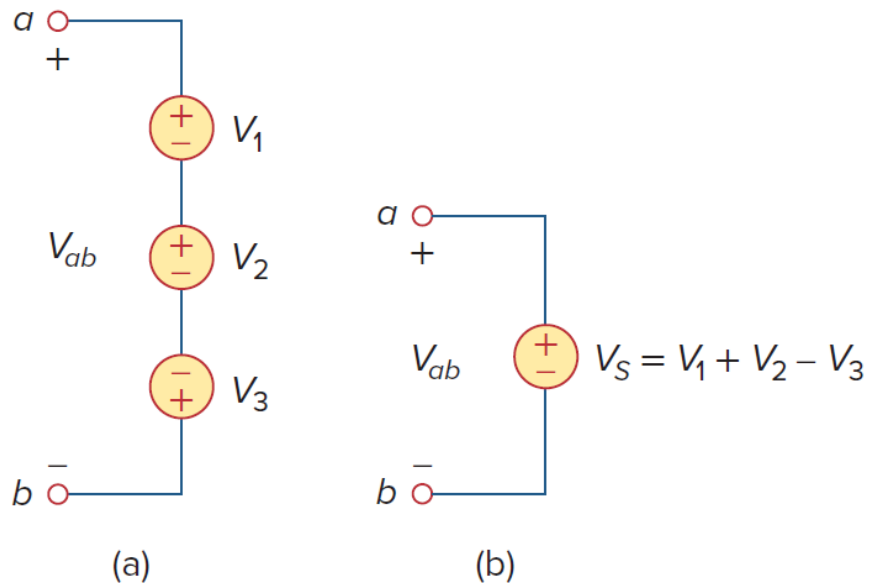 a
+
+
−
V1
Vab
+
−
V2
−
+
V3
−
b
(a)
a
+
Vab
+
−
VS = V1 + V2 − V3
−
b
(b)